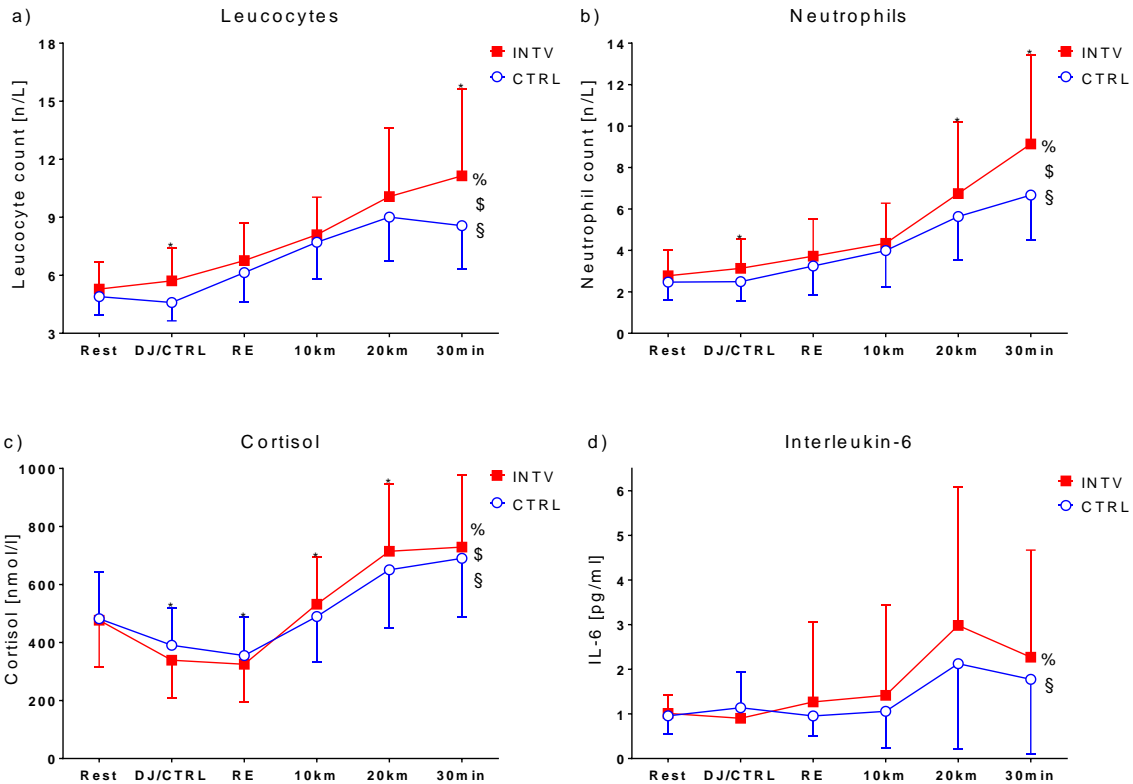 a) Leucocytes
Leucocyte count [n/L]
18
15
12
9
6
3
* *
% 
$
§
INTV
CTRL
Rest DJ/CTRL RE 10km 20km 30min
b) Neutrophils
Neutrophil count [n/L]
14
12
10
8
6
4
2
0
* * *
%
$
§
INTV
CTRL
Rest DJ/CTRL RE 10km 20km 30min
c) Cortisol
Cortisol [nmol/l]
1000
800
600
400
200
0
* * * *
%
$
§
INTV
CTRL
Rest DJ/CTRL RE 10km 20km 30min
d) Interleukin-6
IL-6 [pg/ml]
6
5
4
3
2
1
0
%
§
INTV
CTRL
Rest DJ/CTRL RE 10km 20km 30min